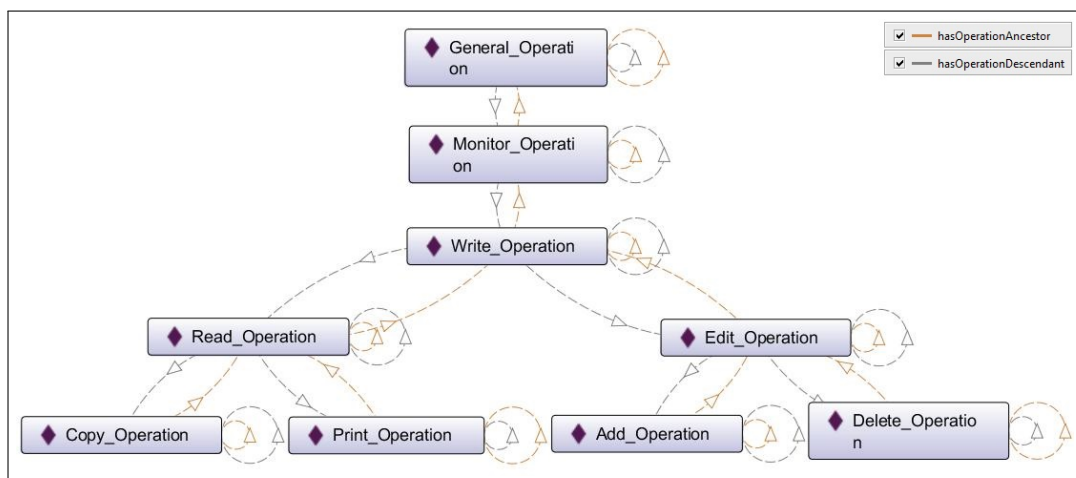 General_Operati
on
hasOperationAncestor
hasOperationDescendant
Monitor_Operati
on
Write_Operation
Read_Operation
Edit_Operation
Copy_Operation
Print_Operation
Add_Operation
Delete_Operatio
n